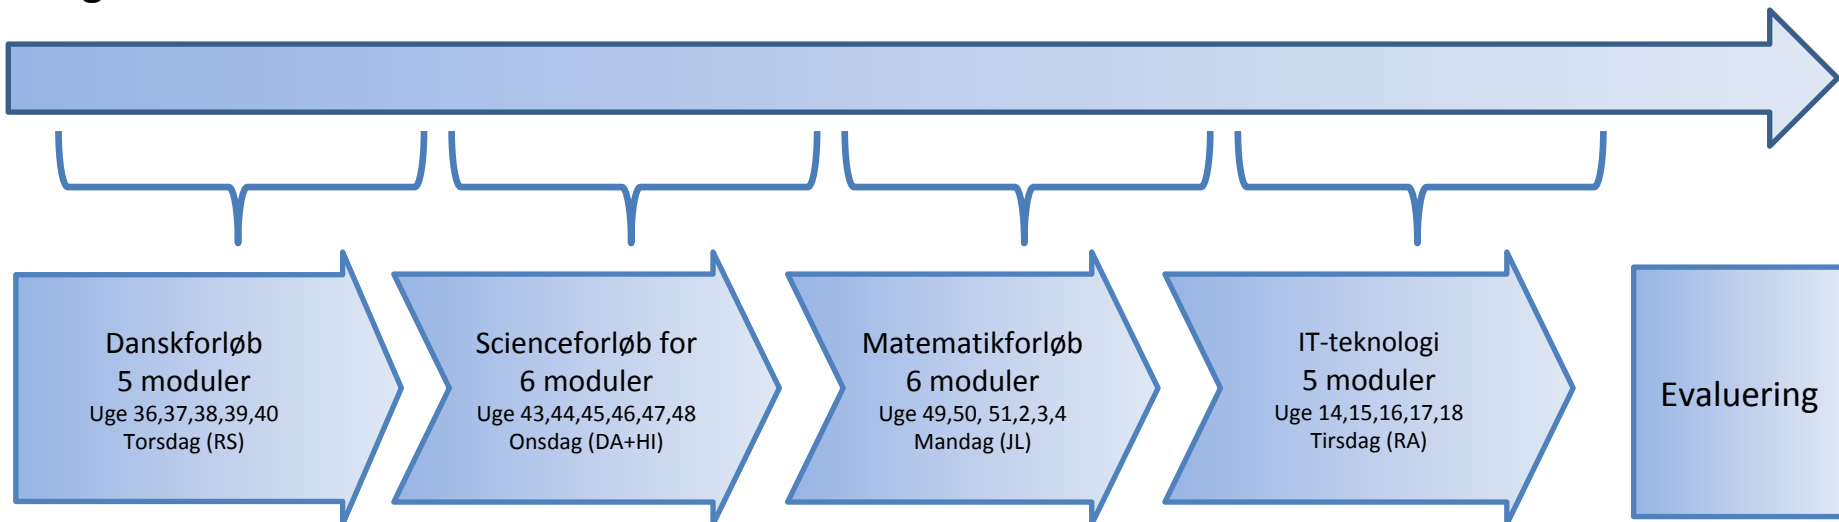 Danskforløb
5 moduler
Uge 36,37,38,39,40
Torsdag (RS)
Scienceforløb for
6 moduler
Uge 43,44,45,46,47,48
Onsdag (DA+HI)
Matematikforløb
6 moduler
Uge 49,50, 51,2,3,4
Mandag (JL)
IT-teknologi
5 moduler
Uge 14,15,16,17,18
Tirsdag (RA)
Evaluering